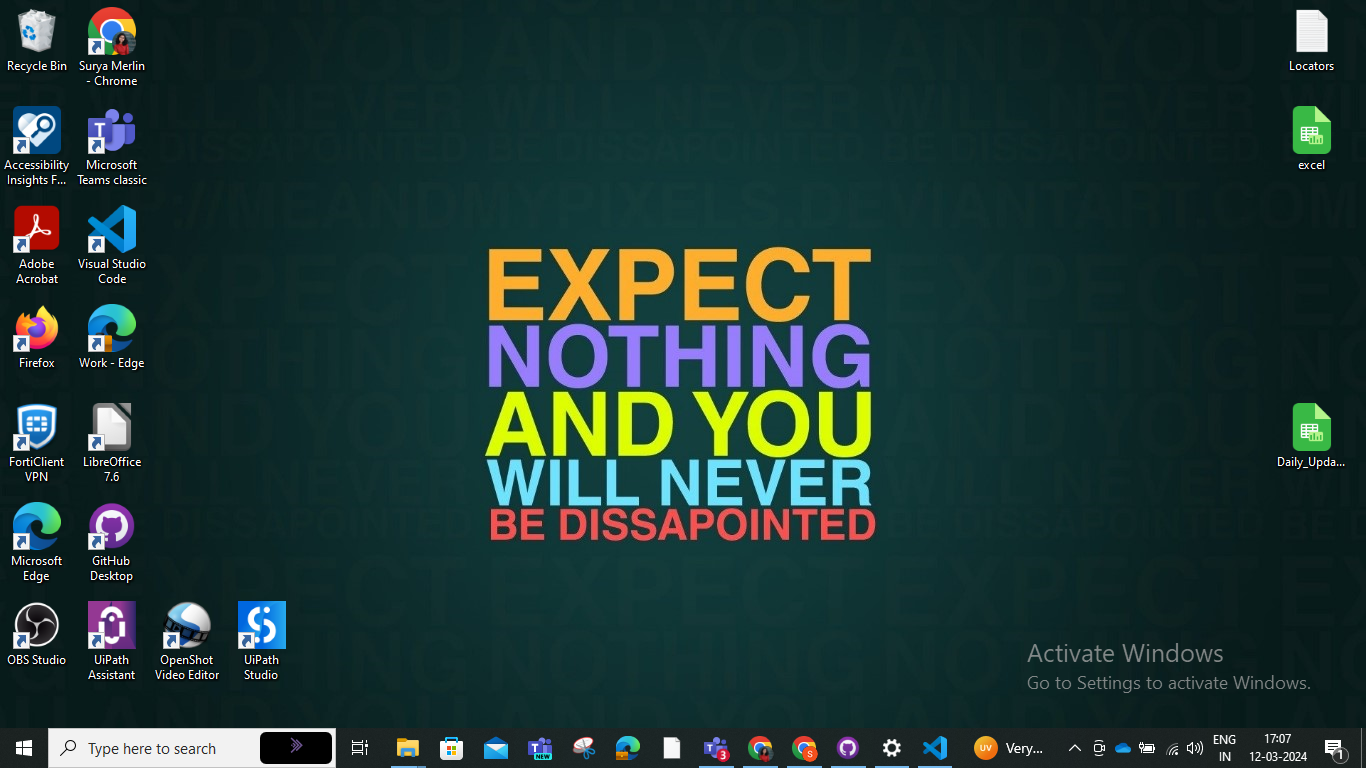 Recycle Bin
Surya Merlin
- Chrome
Locators
Accessibility
Insights F...
Microsoft
Teams classic
excel
Adobe
Acrobat
Visual Studio
Code
EXPECT
NOTHING
AND YOU
WILL NEVER
BE DISSAPOINTED
Firefox
Work - Edge
FortiClient
VPN
LibreOffice
7.6
Daily_Upda...
Microsoft
Edge
GitHub
Desktop
OBS Studio
UiPath
Assistant
OpenShot
Video Editor
UiPath
Studio
Activate Windows
Go to Settings to activate Windows.
Type here to search
NEW
3
S
UV
Very...
ENG
IN
17:07
12-03-2024
1